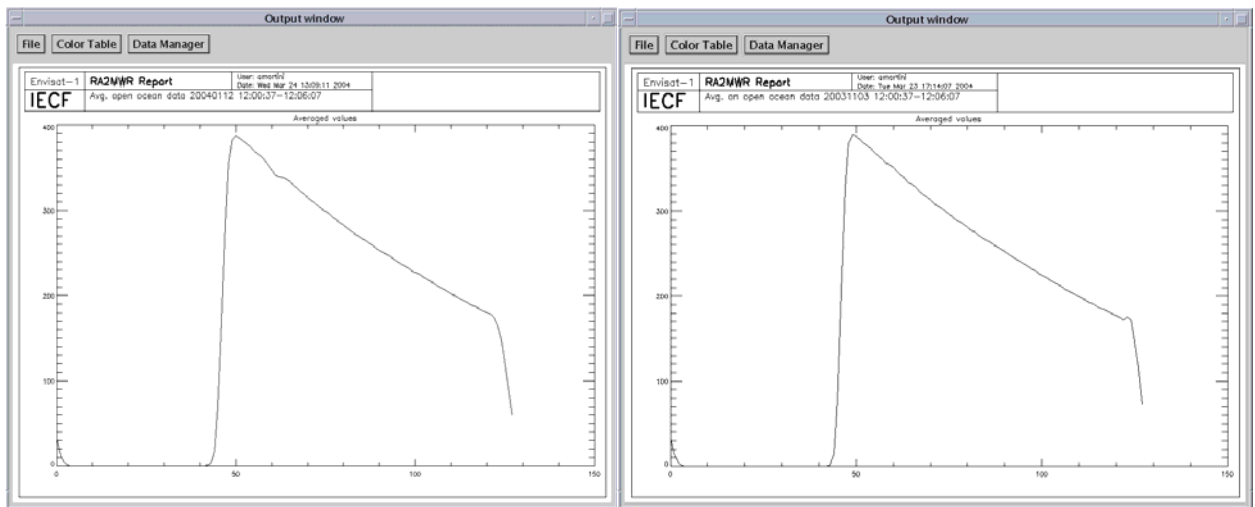 Output window
File Color Table Data Manager
Envisat-1 RA2MWR Report User: amartini
Date: Wed Mar 24 13:09:11 2004
IECF Avg. open ocean data 20040112 12:00:37-12:06:07
Averaged values
400
300
200
100
0
0 50 100 150
Output window
File Color Table Data Manager
Envisat-1 RA2MWR Report User: amartini
Date: Tue Mar 23 17:14:07 2004
IECF Avg. on open ocean data 20031103 12:00:37-12:06:07
Averaged values
400
300
200
100
0
0 50 100 150